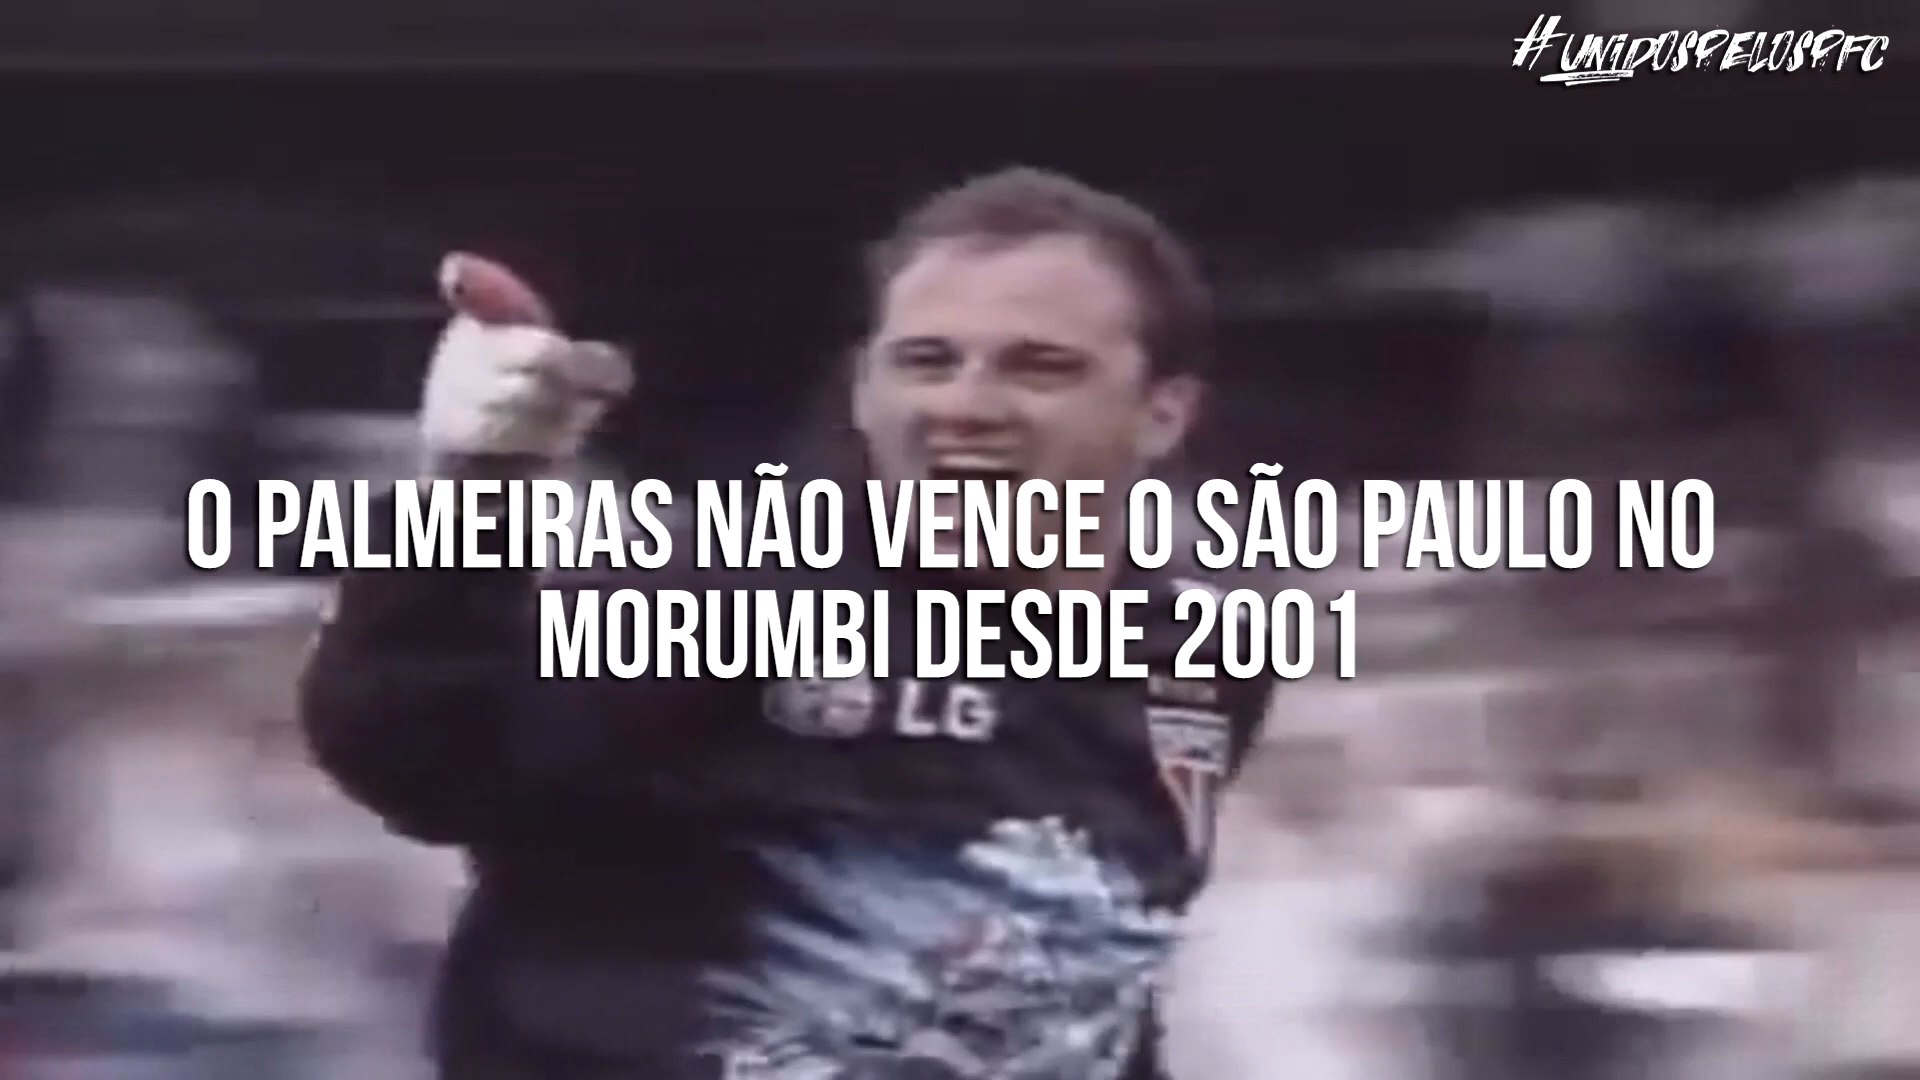 #UNIDOSPELOSPFC
O PALMEIRAS NÃO VENCE O SÃO PAULO NO
MORUMBI DESDE 2001
LG